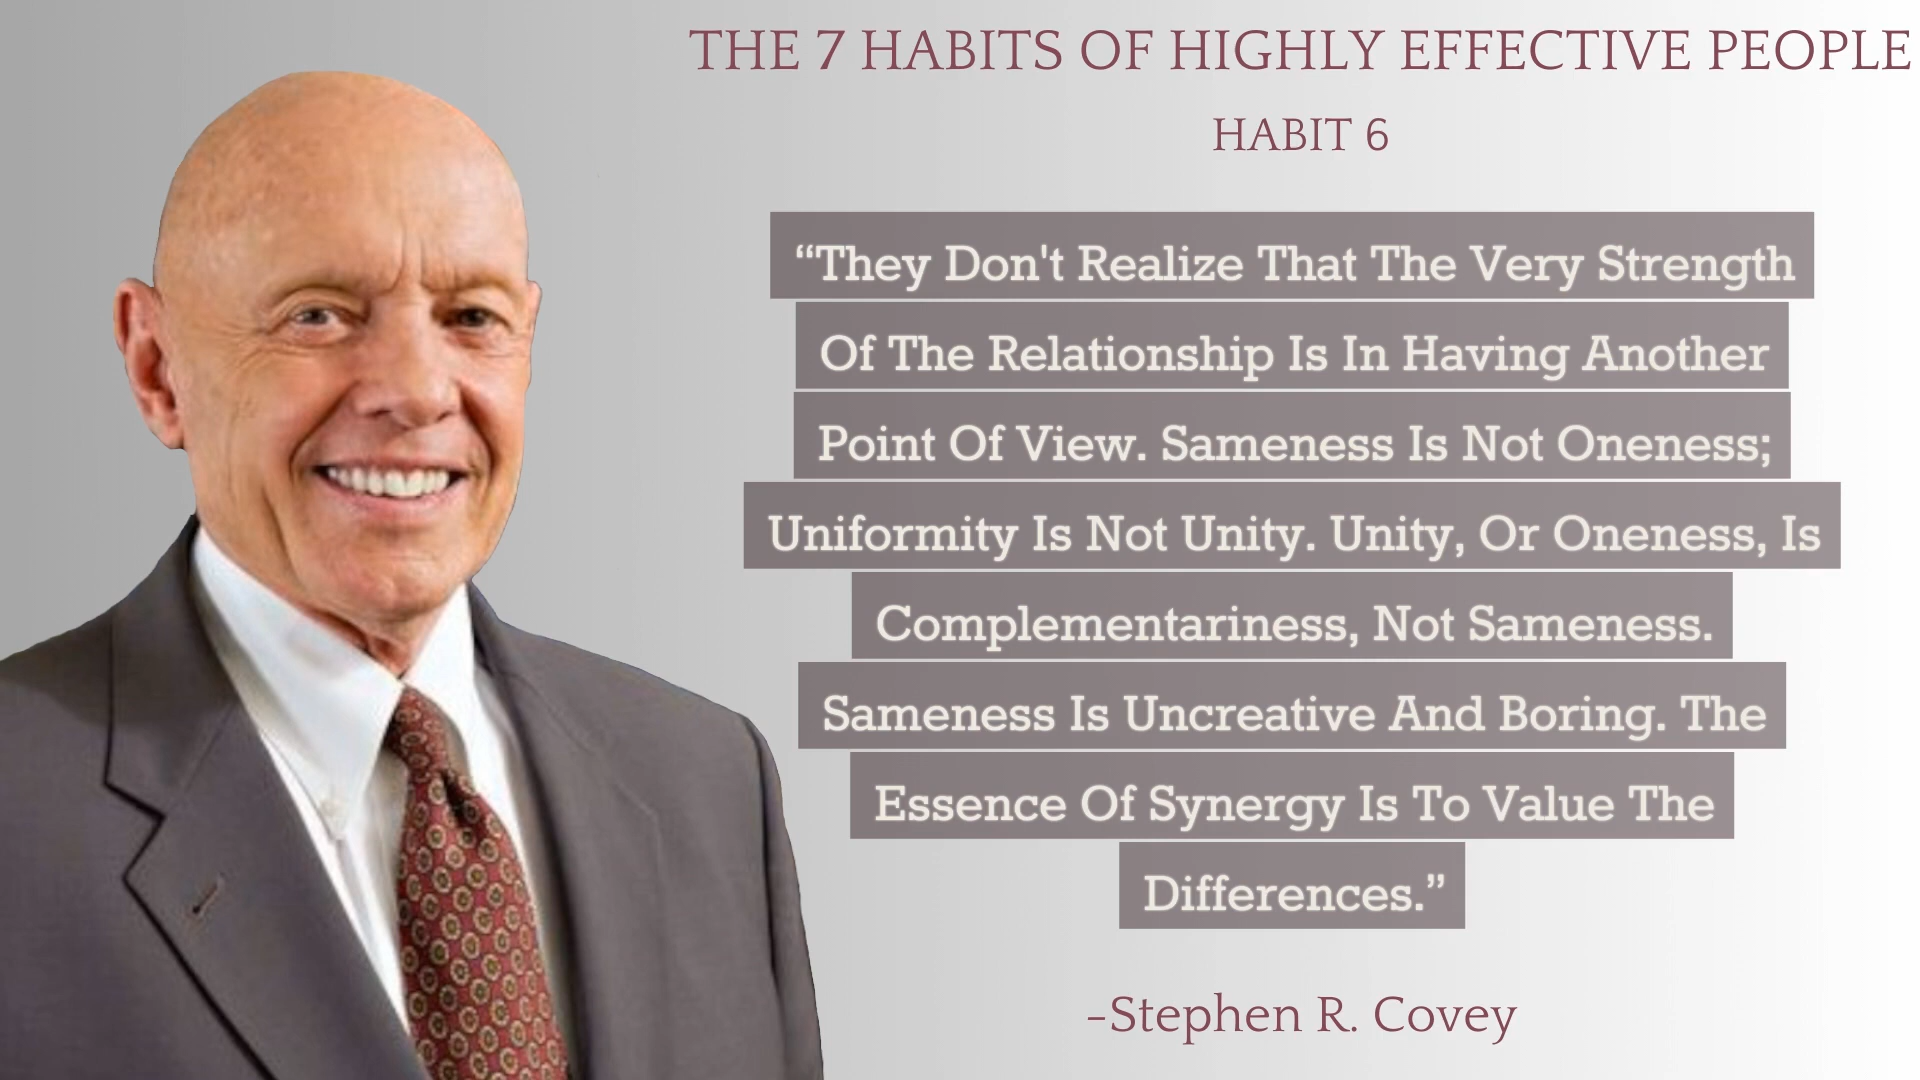 THE 7 HABITS OF HIGHLY EFFECTIVE PEOPLE
HABIT 6
“They Don't Realize That The Very Strength
Of The Relationship Is In Having Another
Point Of View. Sameness Is Not Oneness;
Uniformity Is Not Unity. Unity, Or Oneness, Is
Complementariness, Not Sameness.
Sameness Is Uncreative And Boring. The
Essence Of Synergy Is To Value The
Differences.”
-Stephen R. Covey